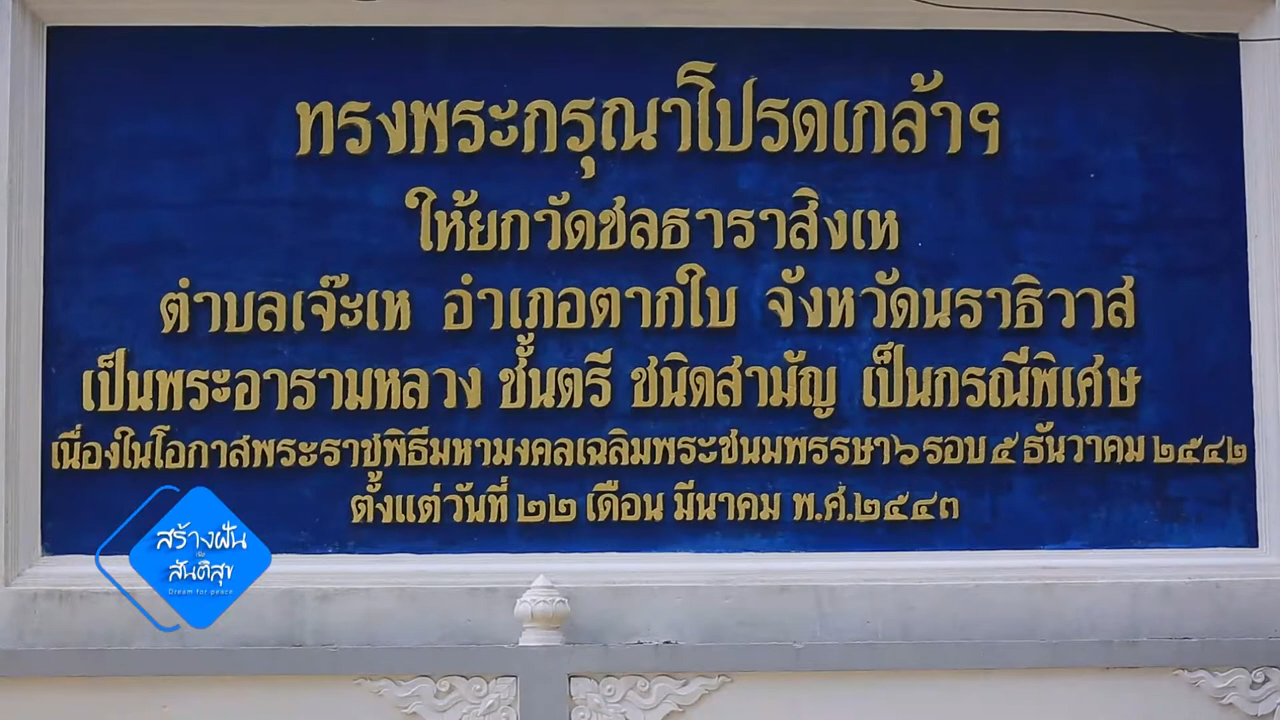 ทรงพระกรุณาโปรดเกล้าฯ
ให้ยกวัดชลธาราสิงเห
ตำบลเจ๊ะเห อำเภอตากใบ จังหวัดนราธิวาส
เป็นพระอารามหลวง ชั้นตรี ชนิดสามัญ เป็นกรณีพิเศษ
เนื่องในโอกาสพระราชพิธีมหามงคลเฉลิมพระชนมพรรษา๖ รอบ ๕ ธันวาคม ๒๕๔๒
ตั้งแต่วันที่ ๒๒ เดือน มีนาคม พ.ศ.๒๕๔๓
สร้างฝัน
เพื่อ
สันติสุข
Dream for peace